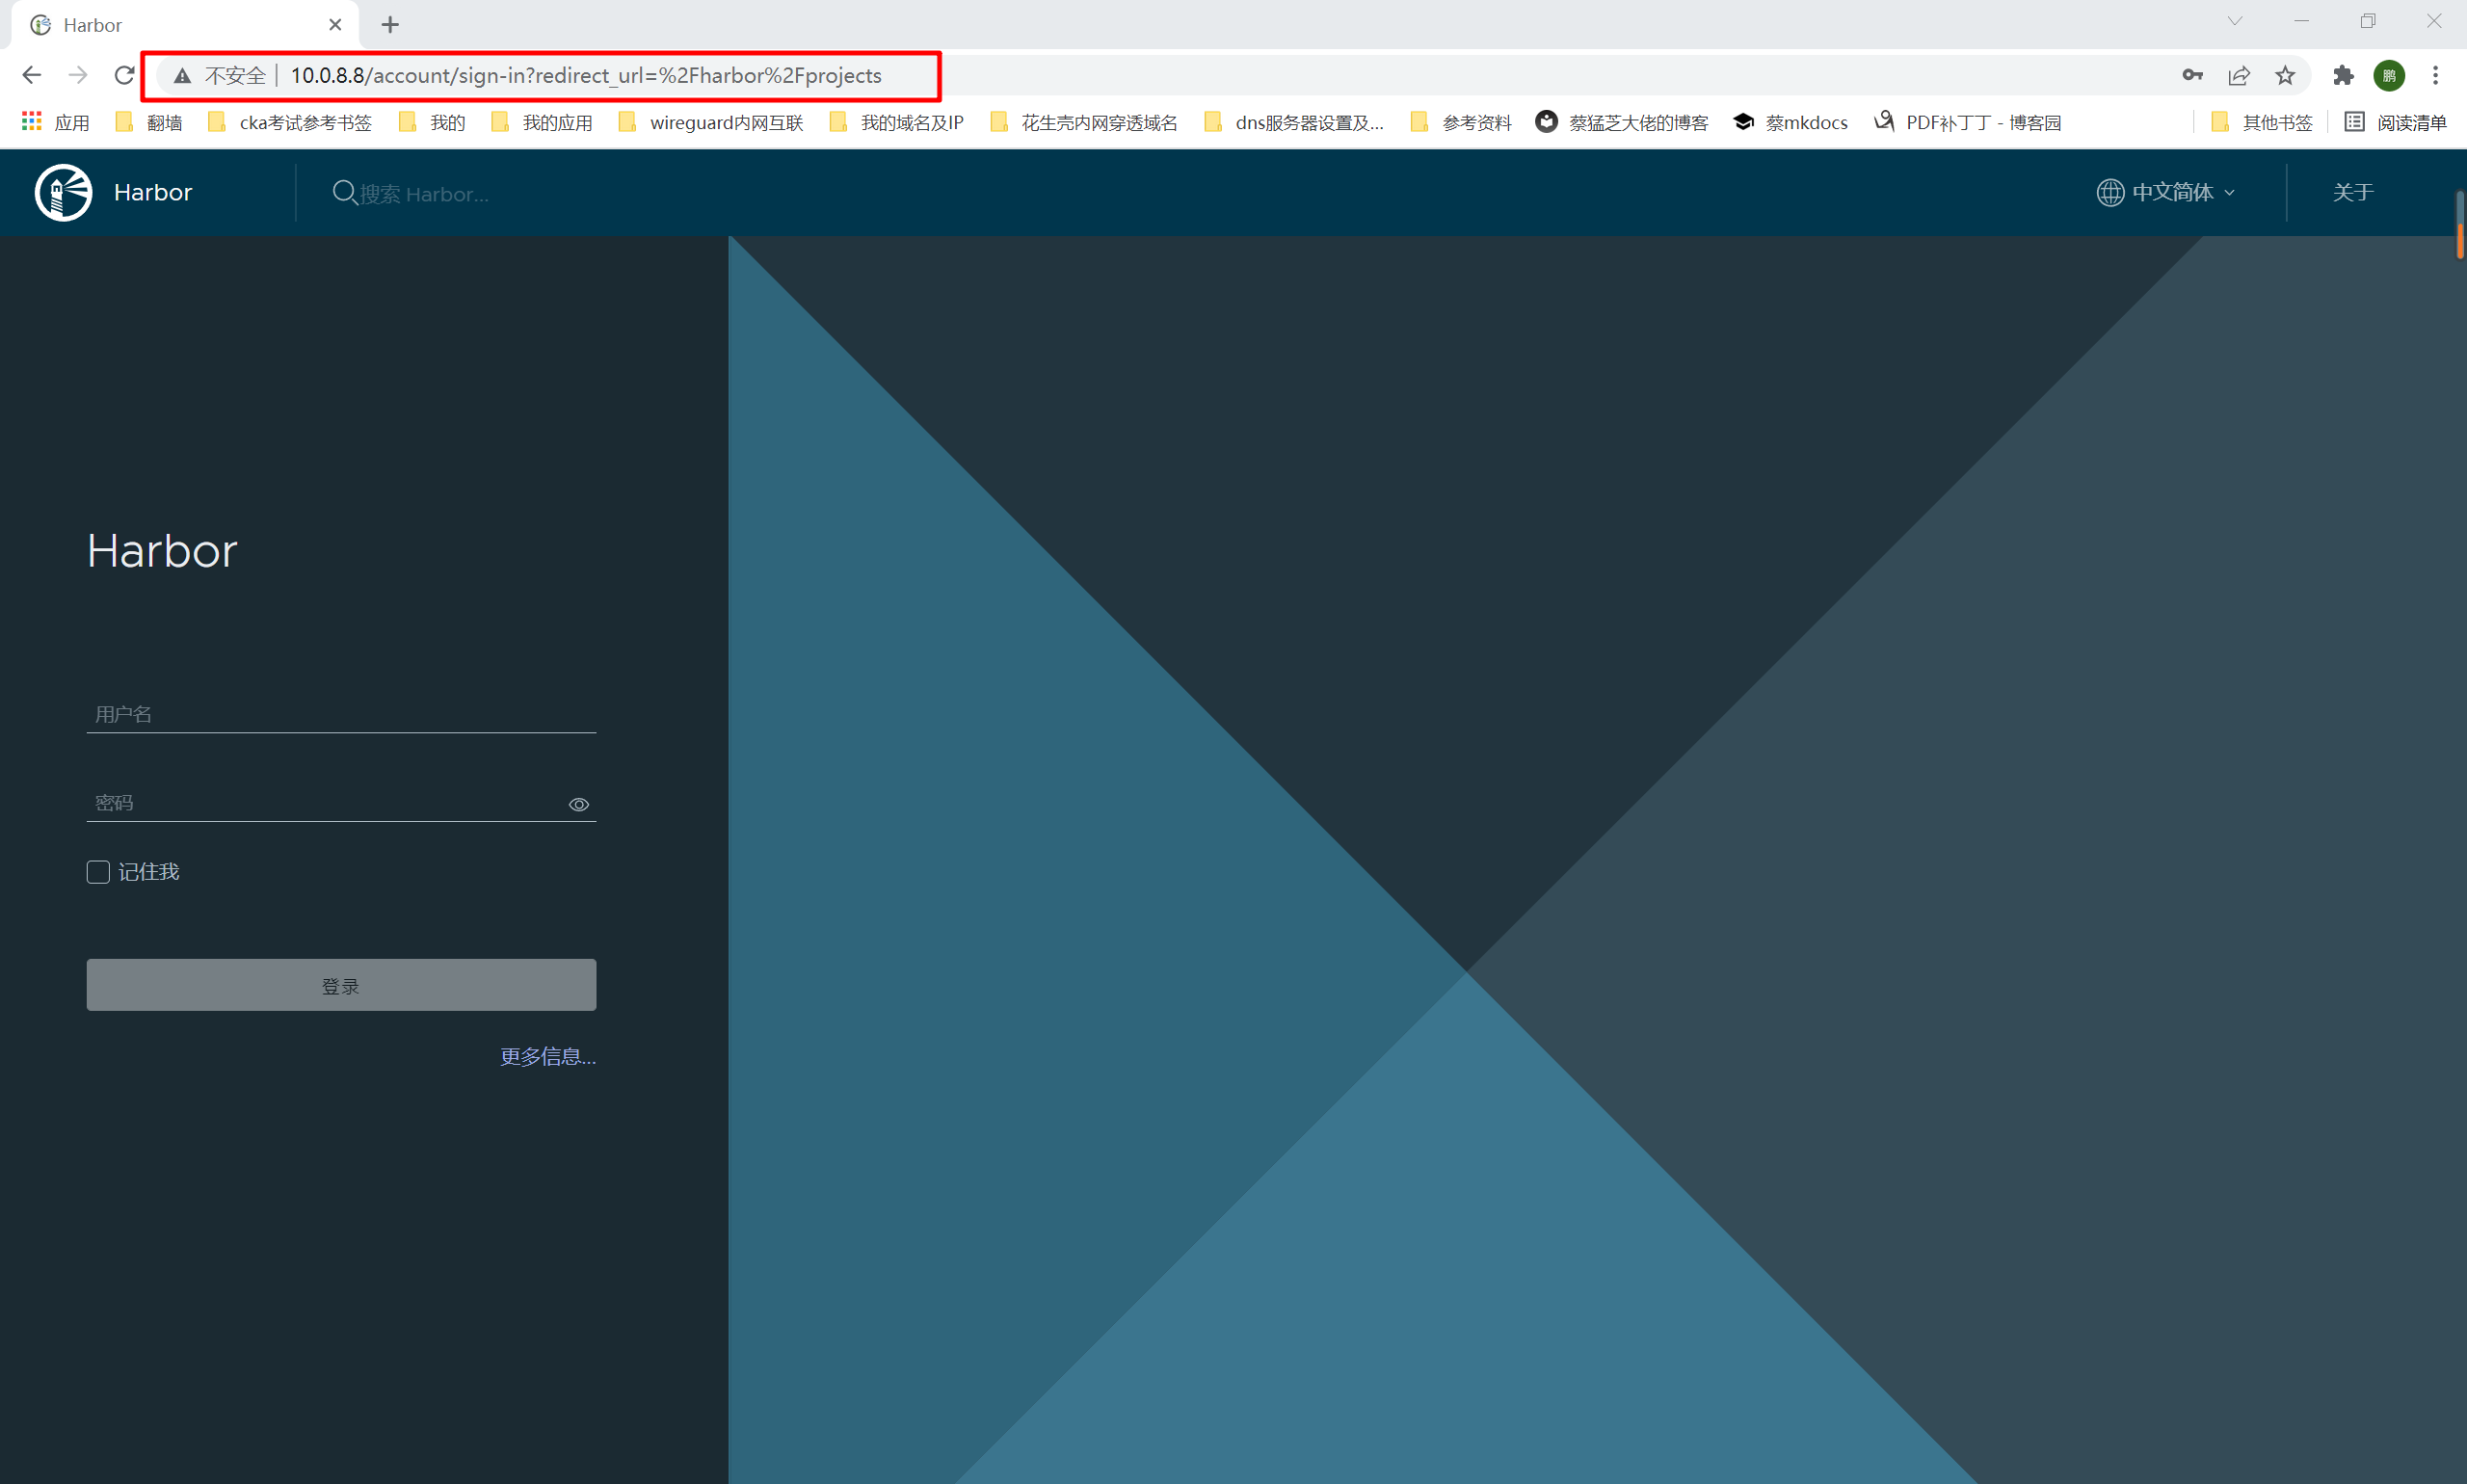 Harbor
不安全 10.0.8.8/account/sign-in?redirect_url=%2Fharbor%2Fprojects 鹏
应用 翻墙 cka考试参考书签 我的 我的应用 wireguard内网互联 我的域名及IP 花生壳内网穿透域名 dns服务器设置及... 参考资料 蔡猛芝大佬的博客 蔡mkdocs PDF补丁丁 - 博客园 其他书签 阅读清单
Harbor 搜索 Harbor... 中文简体 关于
Harbor
用户名
密码
记住我
登录
更多信息...